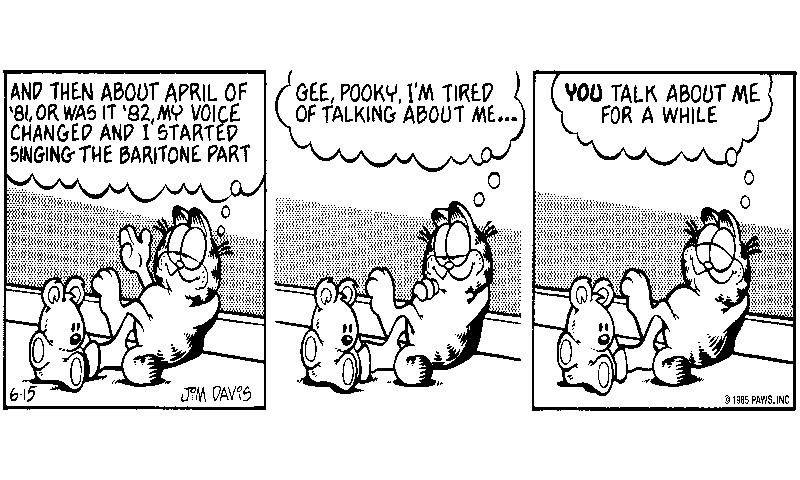 AND THEN ABOUT APRIL OF
'81, OR WAS IT '82, MY VOICE
CHANGED AND I STARTED
SINGING THE BARITONE PART
6-15
JIM DAVIS
GEE, POOKY, I'M TIRED
OF TALKING ABOUT ME...
YOU TALK ABOUT ME
FOR A WHILE
© 1985 PAWS, INC